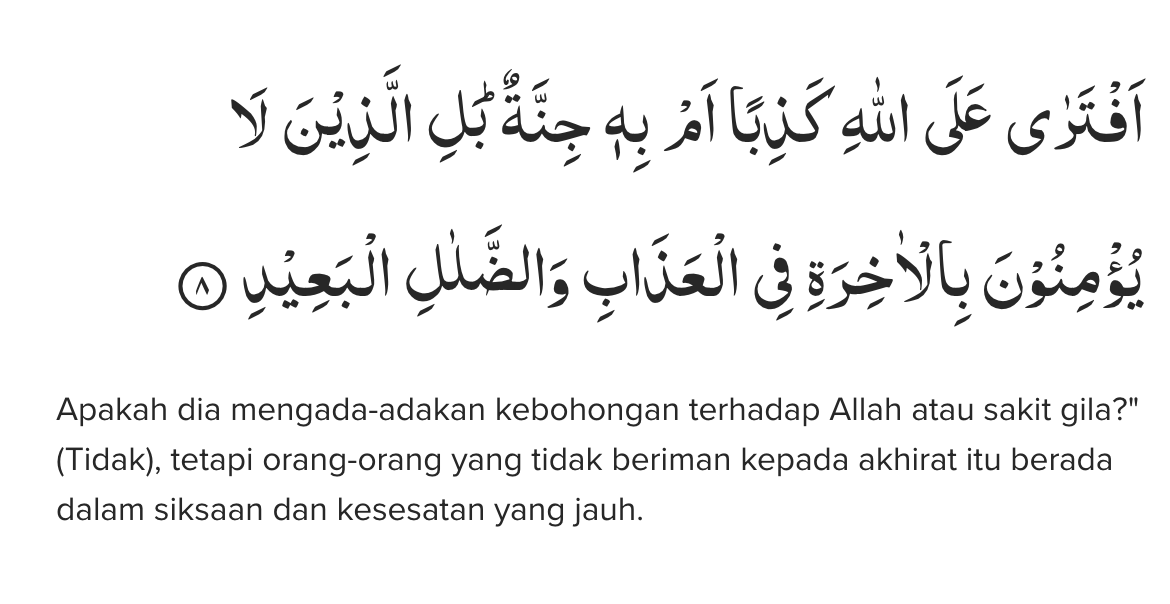 اَفْتَرٰى عَلَى اللّٰهِ كَذِبًا اَمْ بِهٖ جِنَّةٌ ۗبَلِ الَّذِيْنَ لَا
يُؤْمِنُوْنَ بِالْاٰخِرَةِ فِى الْعَذَابِ وَالضَّلٰلِ الْبَعِيْدِ ٨
Apakah dia mengada-adakan kebohongan terhadap Allah atau sakit gila?"
(Tidak), tetapi orang-orang yang tidak beriman kepada akhirat itu berada
dalam siksaan dan kesesatan yang jauh.